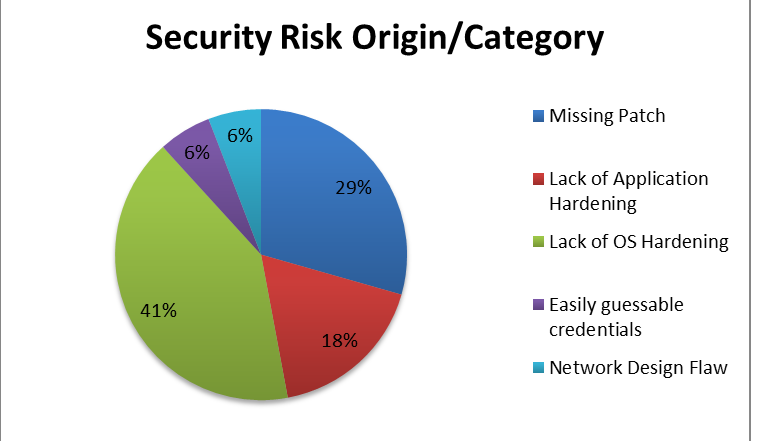 Security Risk Origin/Category
Missing Patch
Lack of Application
Hardening
Lack of OS Hardening
Easily guessable
credentials
Network Design Flaw
29%
18%
41%
6%
6%